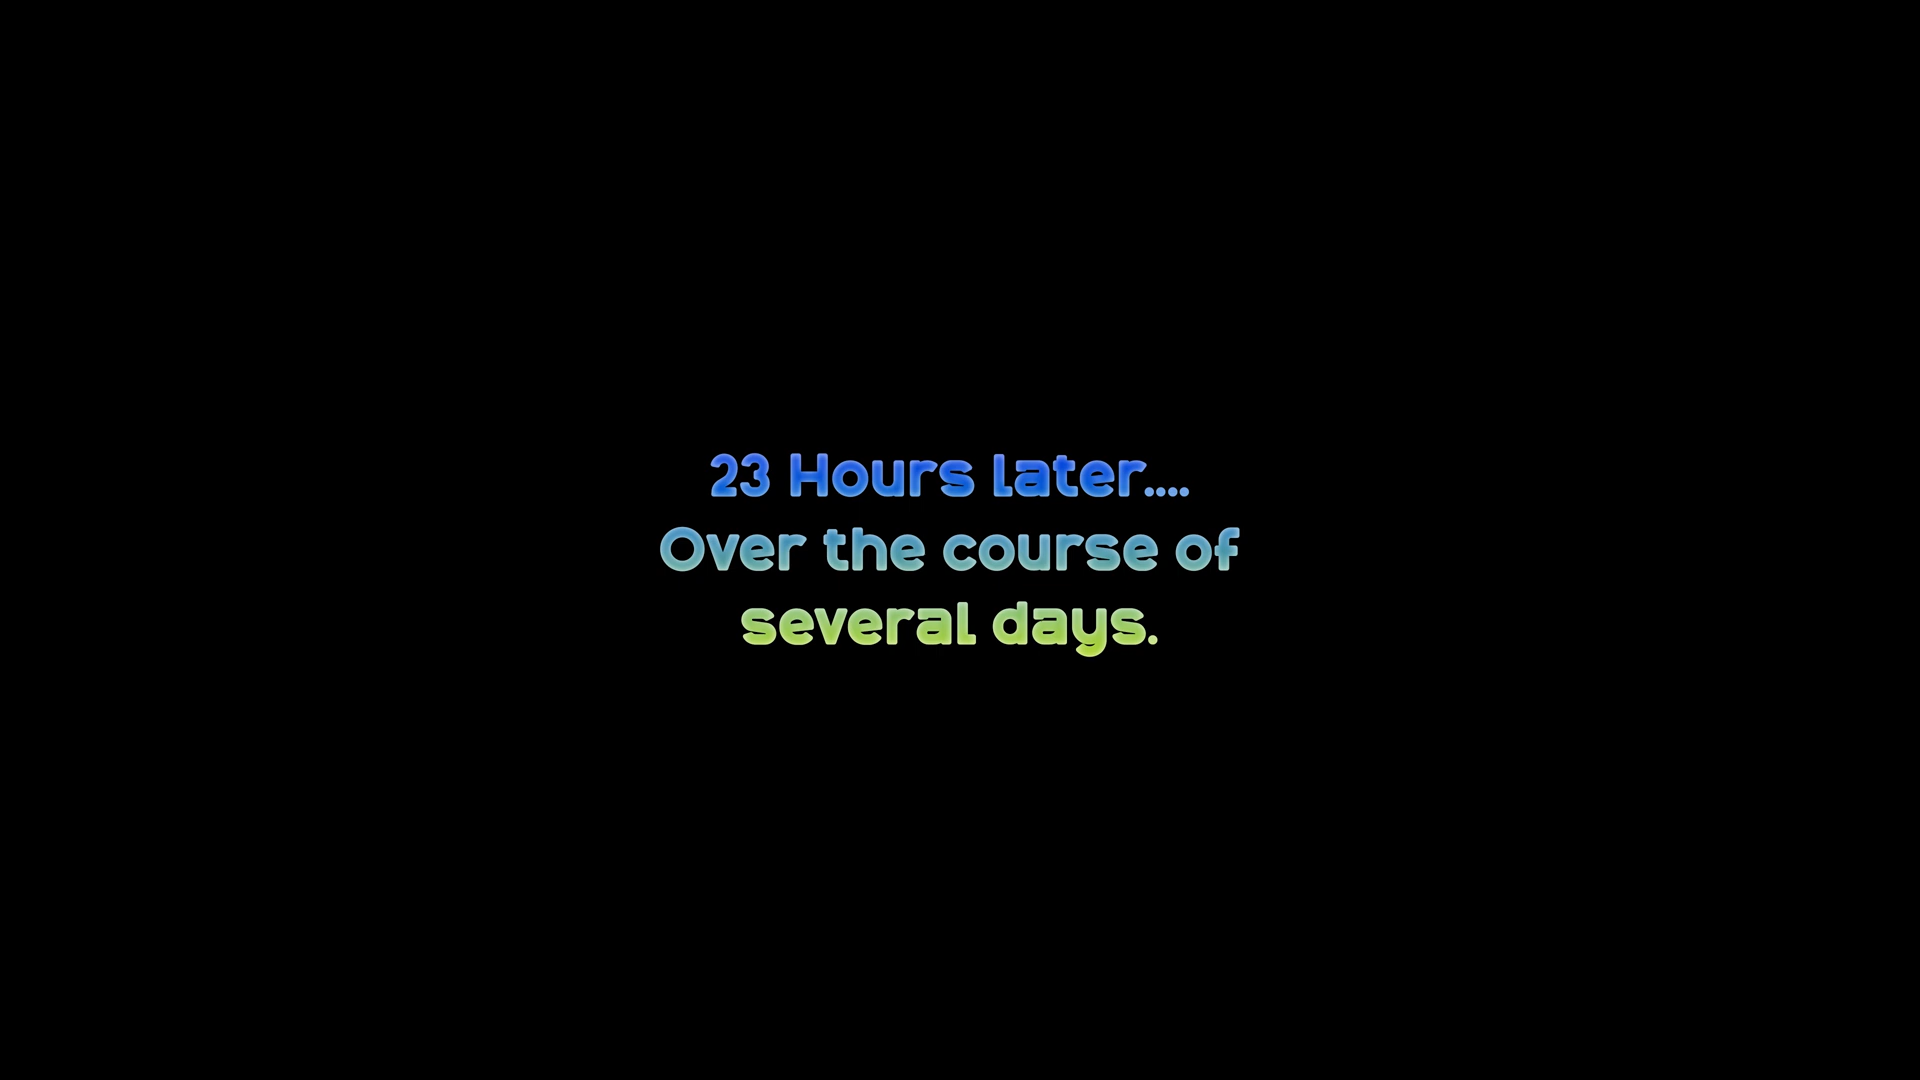 23 Hours later....
Over the course of
several days.